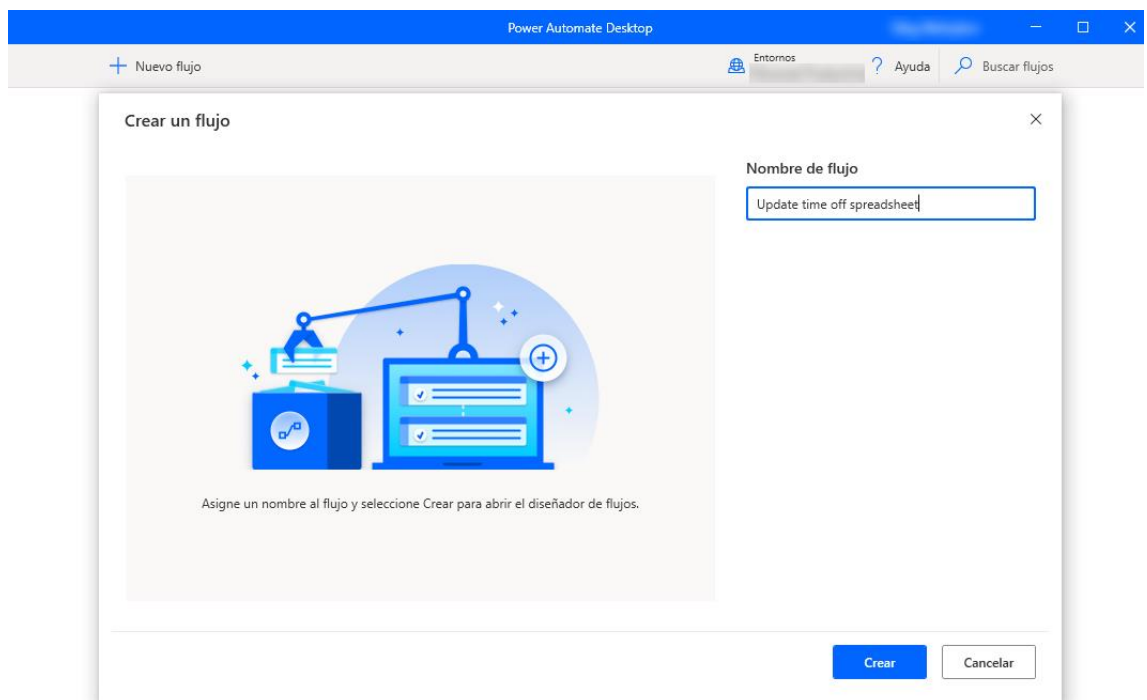 Power Automate Desktop
Nuevo flujo
Entornos
Ayuda
Buscar flujos
Crear un flujo
Nombre de flujo
Update time off spreadsheet
Asigne un nombre al flujo y seleccione Crear para abrir el diseñador de flujos.
Crear
Cancelar